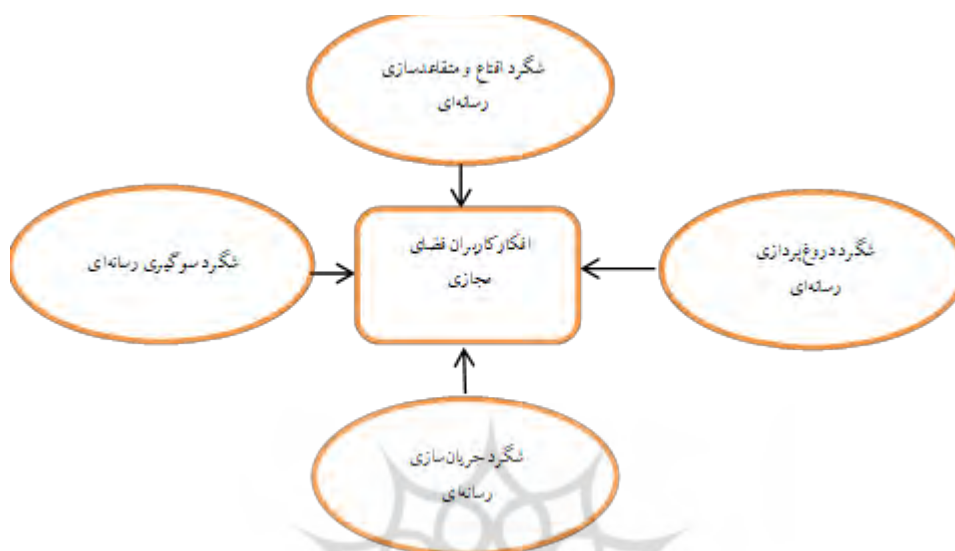 شگرد اقناع و متقاعدسازی
رسانه‌ای
افکار کاربران فضای
مجازی
شگرد دروغ‌پردازی
رسانه‌ای
شگرد سوگیری رسانه‌ای
شگرد جریان‌سازی
رسانه‌ای